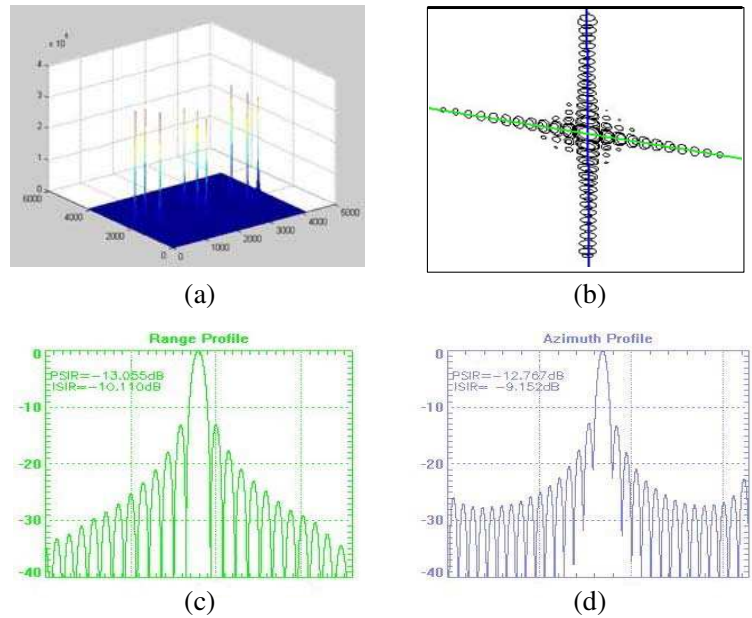 x 10
4
3
2
1
0
6000
4000
2000
0
0
1000
2000
3000
4000
5000
(a)
(b)
Range Profile
0
PSIR=-13.055dB
ISIR=-10.110dB
-10
-20
-30
-40
(c)
Azimuth Profile
0
PSIR=-12.767dB
ISIR= -9.152dB
-10
-20
-30
-40
(d)